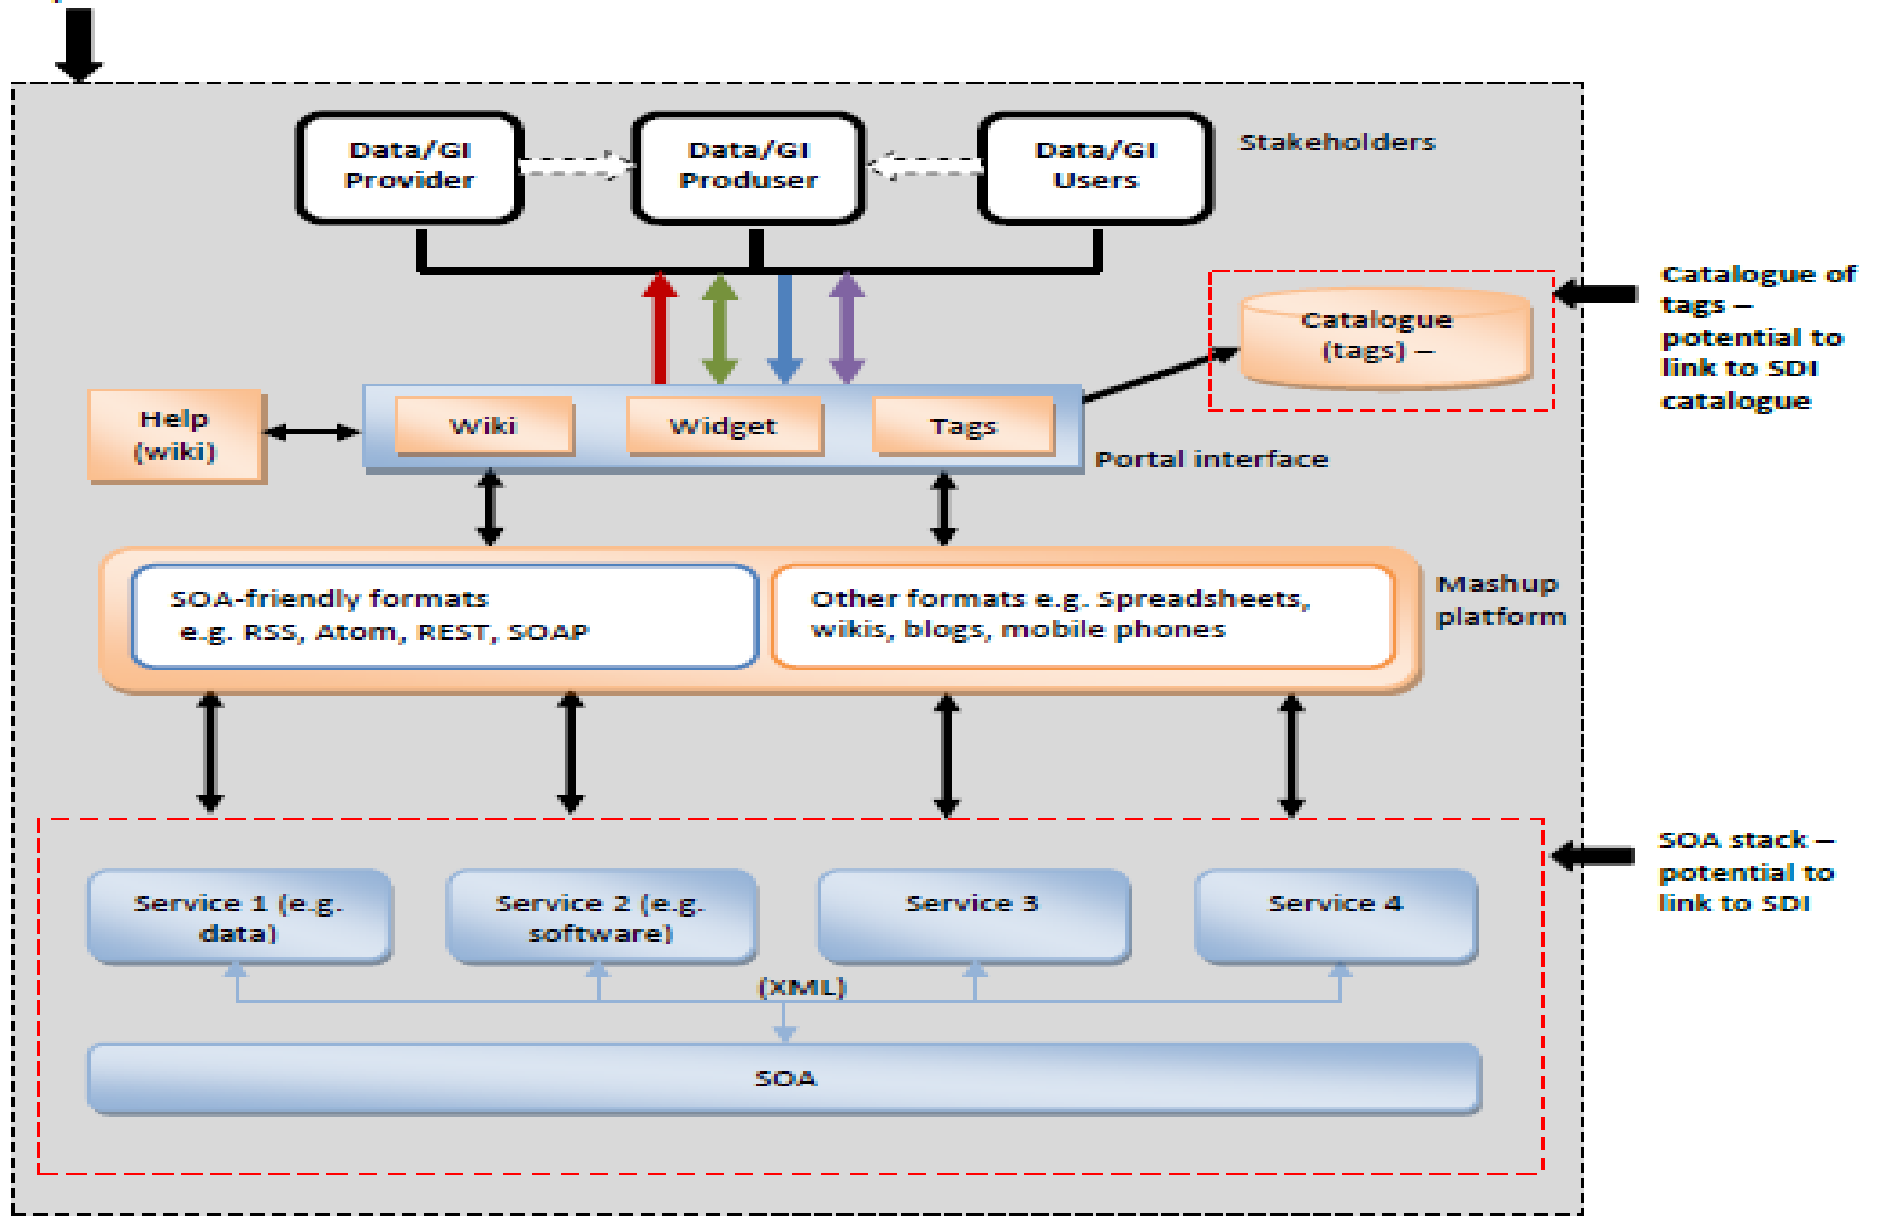 Data/GI
Provider
Data/GI
Produser
Data/GI
Users
Stakeholders
Catalogue of
tags –
potential to
link to SDI
catalogue
Catalogue
(tags) –
Help
(wiki)
Wiki
Widget
Tags
Portal interface
SOA-friendly formats
e.g. RSS, Atom, REST, SOAP
Other formats e.g. Spreadsheets,
wikis, blogs, mobile phones
Mashup
platform
SOA stack –
potential to
link to SDI
Service 1 (e.g.
data)
Service 2 (e.g.
software)
Service 3
Service 4
(XML)
SOA